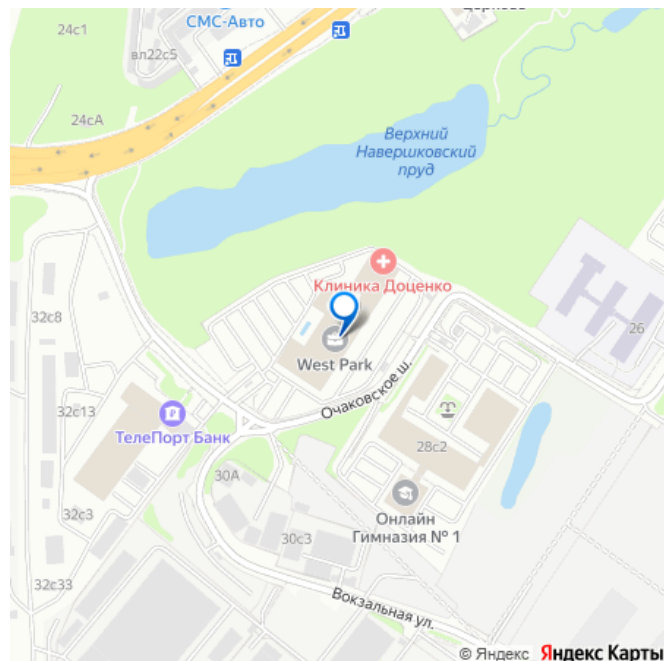 24с1
СМС-Авто
вл22с5
24сА
Верхний
Навершковский
пруд
Клиника Доценко
32с8
26
West Park
Очаковское ш.
32с13
ТелеПорт Банк
28с2
30А
32с3
Онлайн
Гимназия № 1
30с3
32с33
Вокзальная ул.
© Яндекс Яндекс Карты